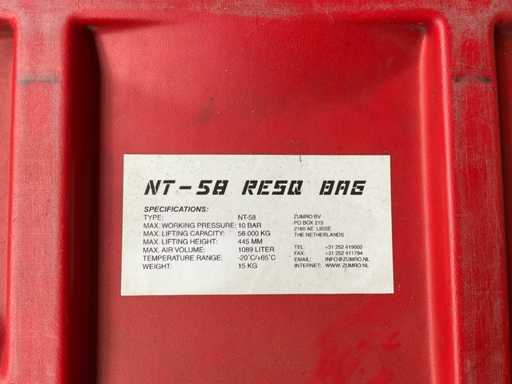 NT-58 RESQ BAG
SPECIFICATIONS:
TYPE: NT-58
MAX. WORKING PRESSURE: 10 BAR
MAX. LIFTING CAPACITY: 58.000 KG
MAX. LIFTING HEIGHT: 445 MM
MAX. AIR VOLUME: 1089 LITER
TEMPERATURE RANGE: -20°C/+65°C
WEIGHT: 15 KG
ZUMRO BV
PO BOX 215
2160 AE LISSE
THE NETHERLANDS
TEL: +31 252 419002
FAX: +31 252 411794
EMAIL: INFO@ZUMRO.NL
INTERNET: WWW.ZUMRO.NL